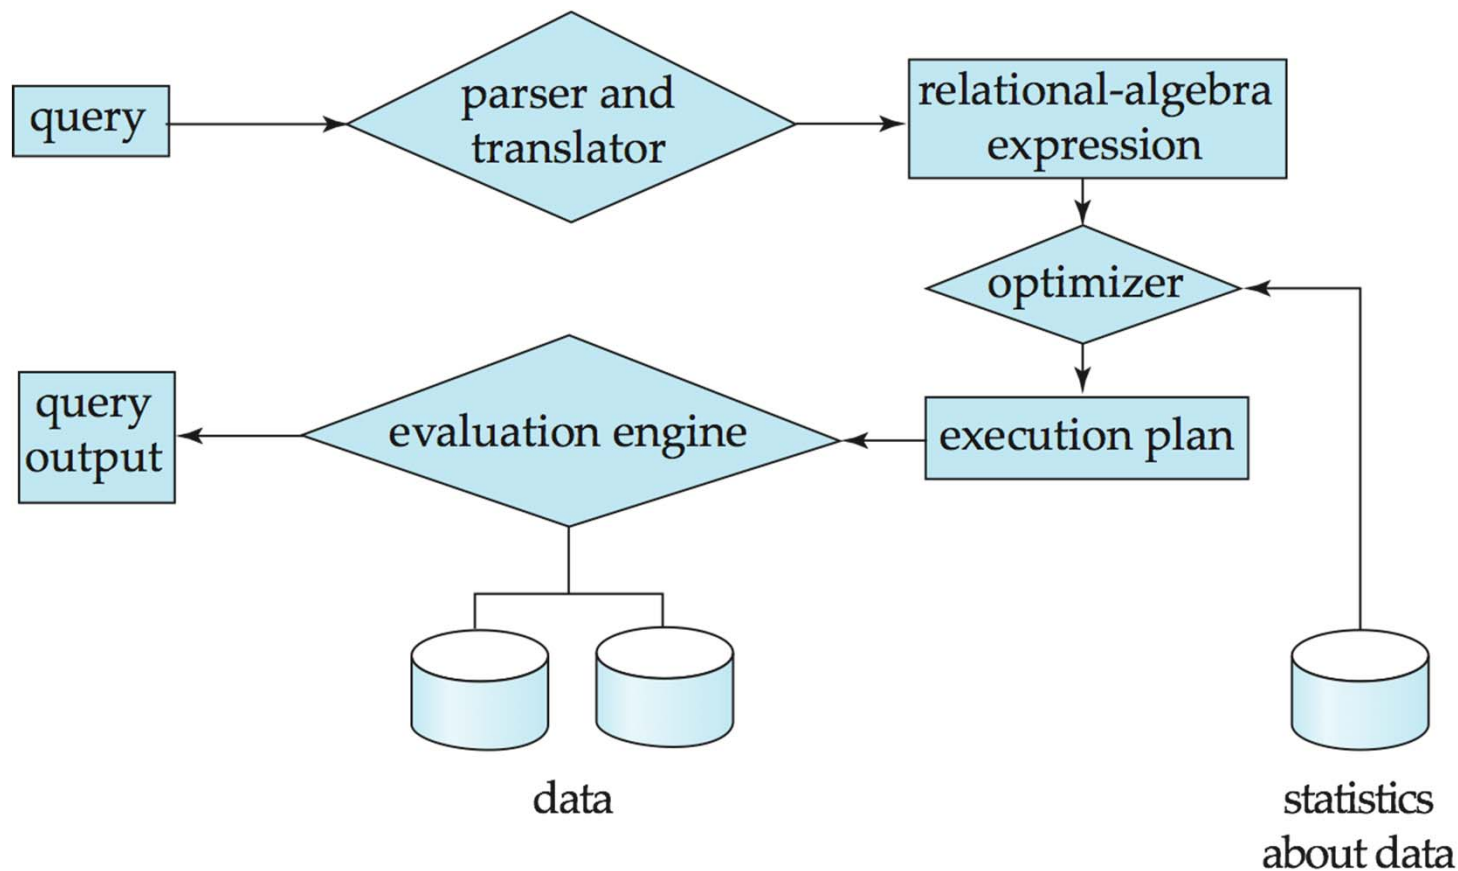 query
parser and
translator
relational-algebra
expression
optimizer
query
output
evaluation engine
execution plan
data
statistics
about data